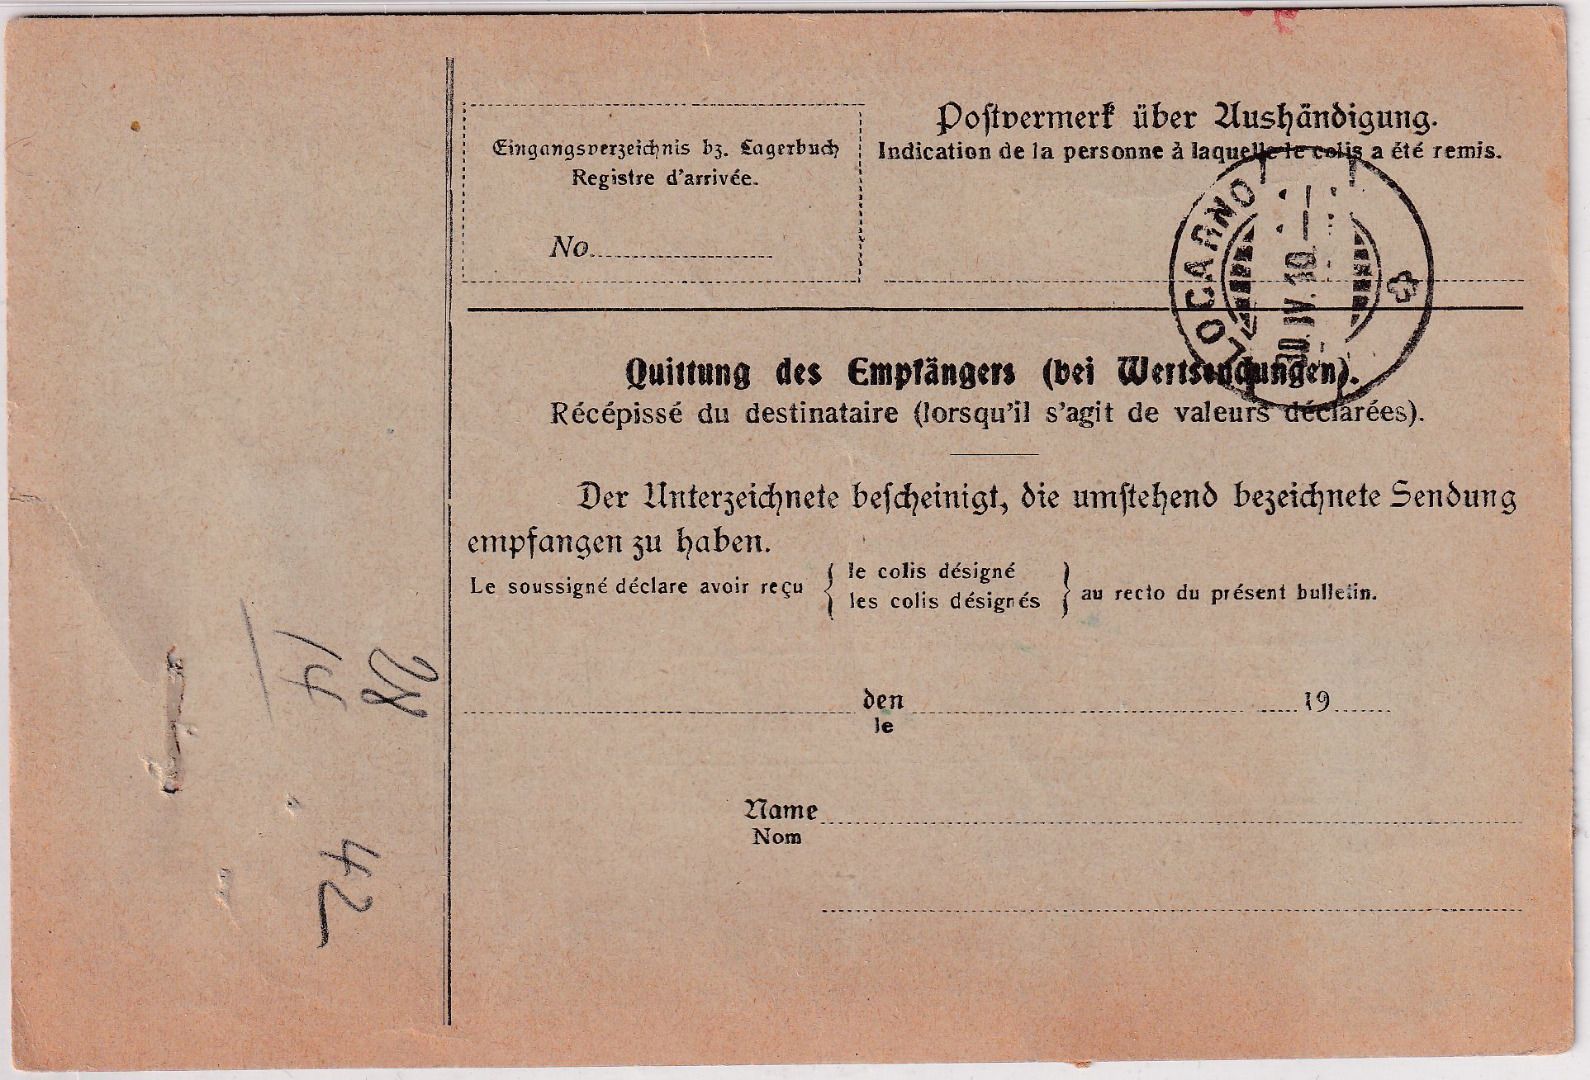 Postvermerk über Aushändigung.
Indication de la personne à laquelle le colis a été remis.
Eingangsverzeichnis bz. Lagerbuch
Registre d'arrivée.
No
LOCARNO
30.IV.10
Quittung des Empfängers (bei Wertsendungen).
Récépissé du destinataire (lorsqu'il s'agit de valeurs déclarées).
Der Unterzeichnete bescheinigt, die umstehend bezeichnete Sendung
empfangen zu haben.
Le soussigné déclare avoir reçu { le colis désigné } au recto du présent bulletin.
les colis désignés
den 19
le
Name
Nom
28
14
42